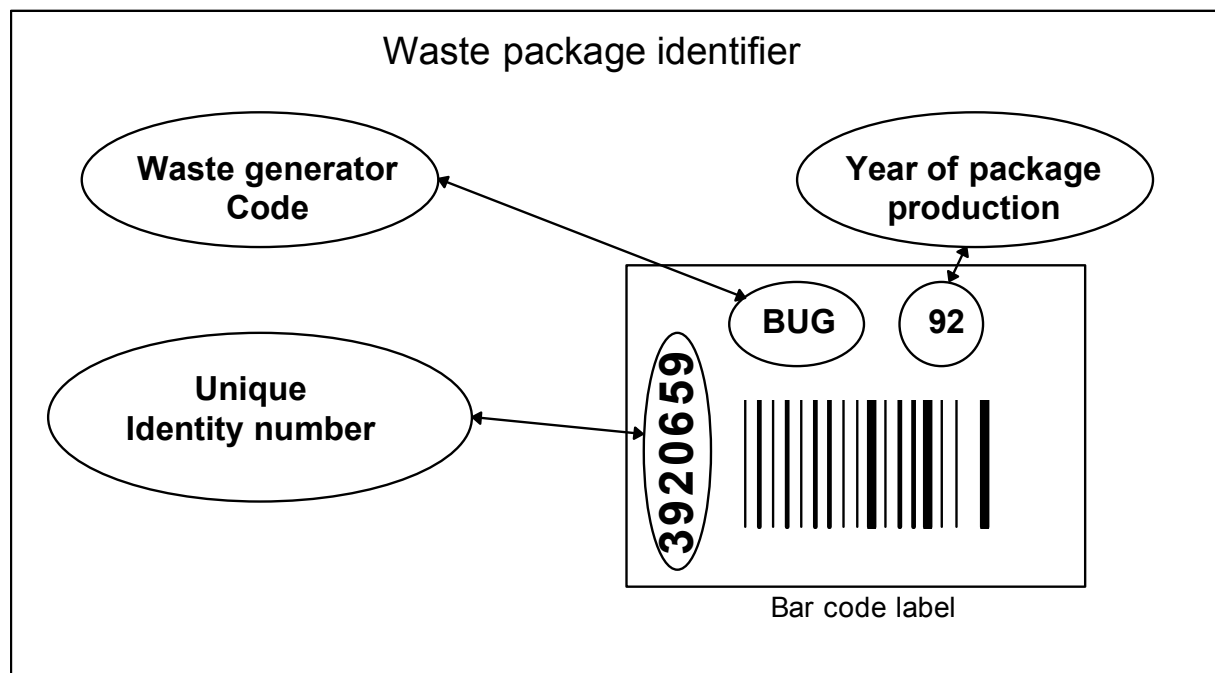 Waste package identifier
Waste generator
Code
Year of package
production
BUG
92
Unique
Identity number
3920659
Bar code label